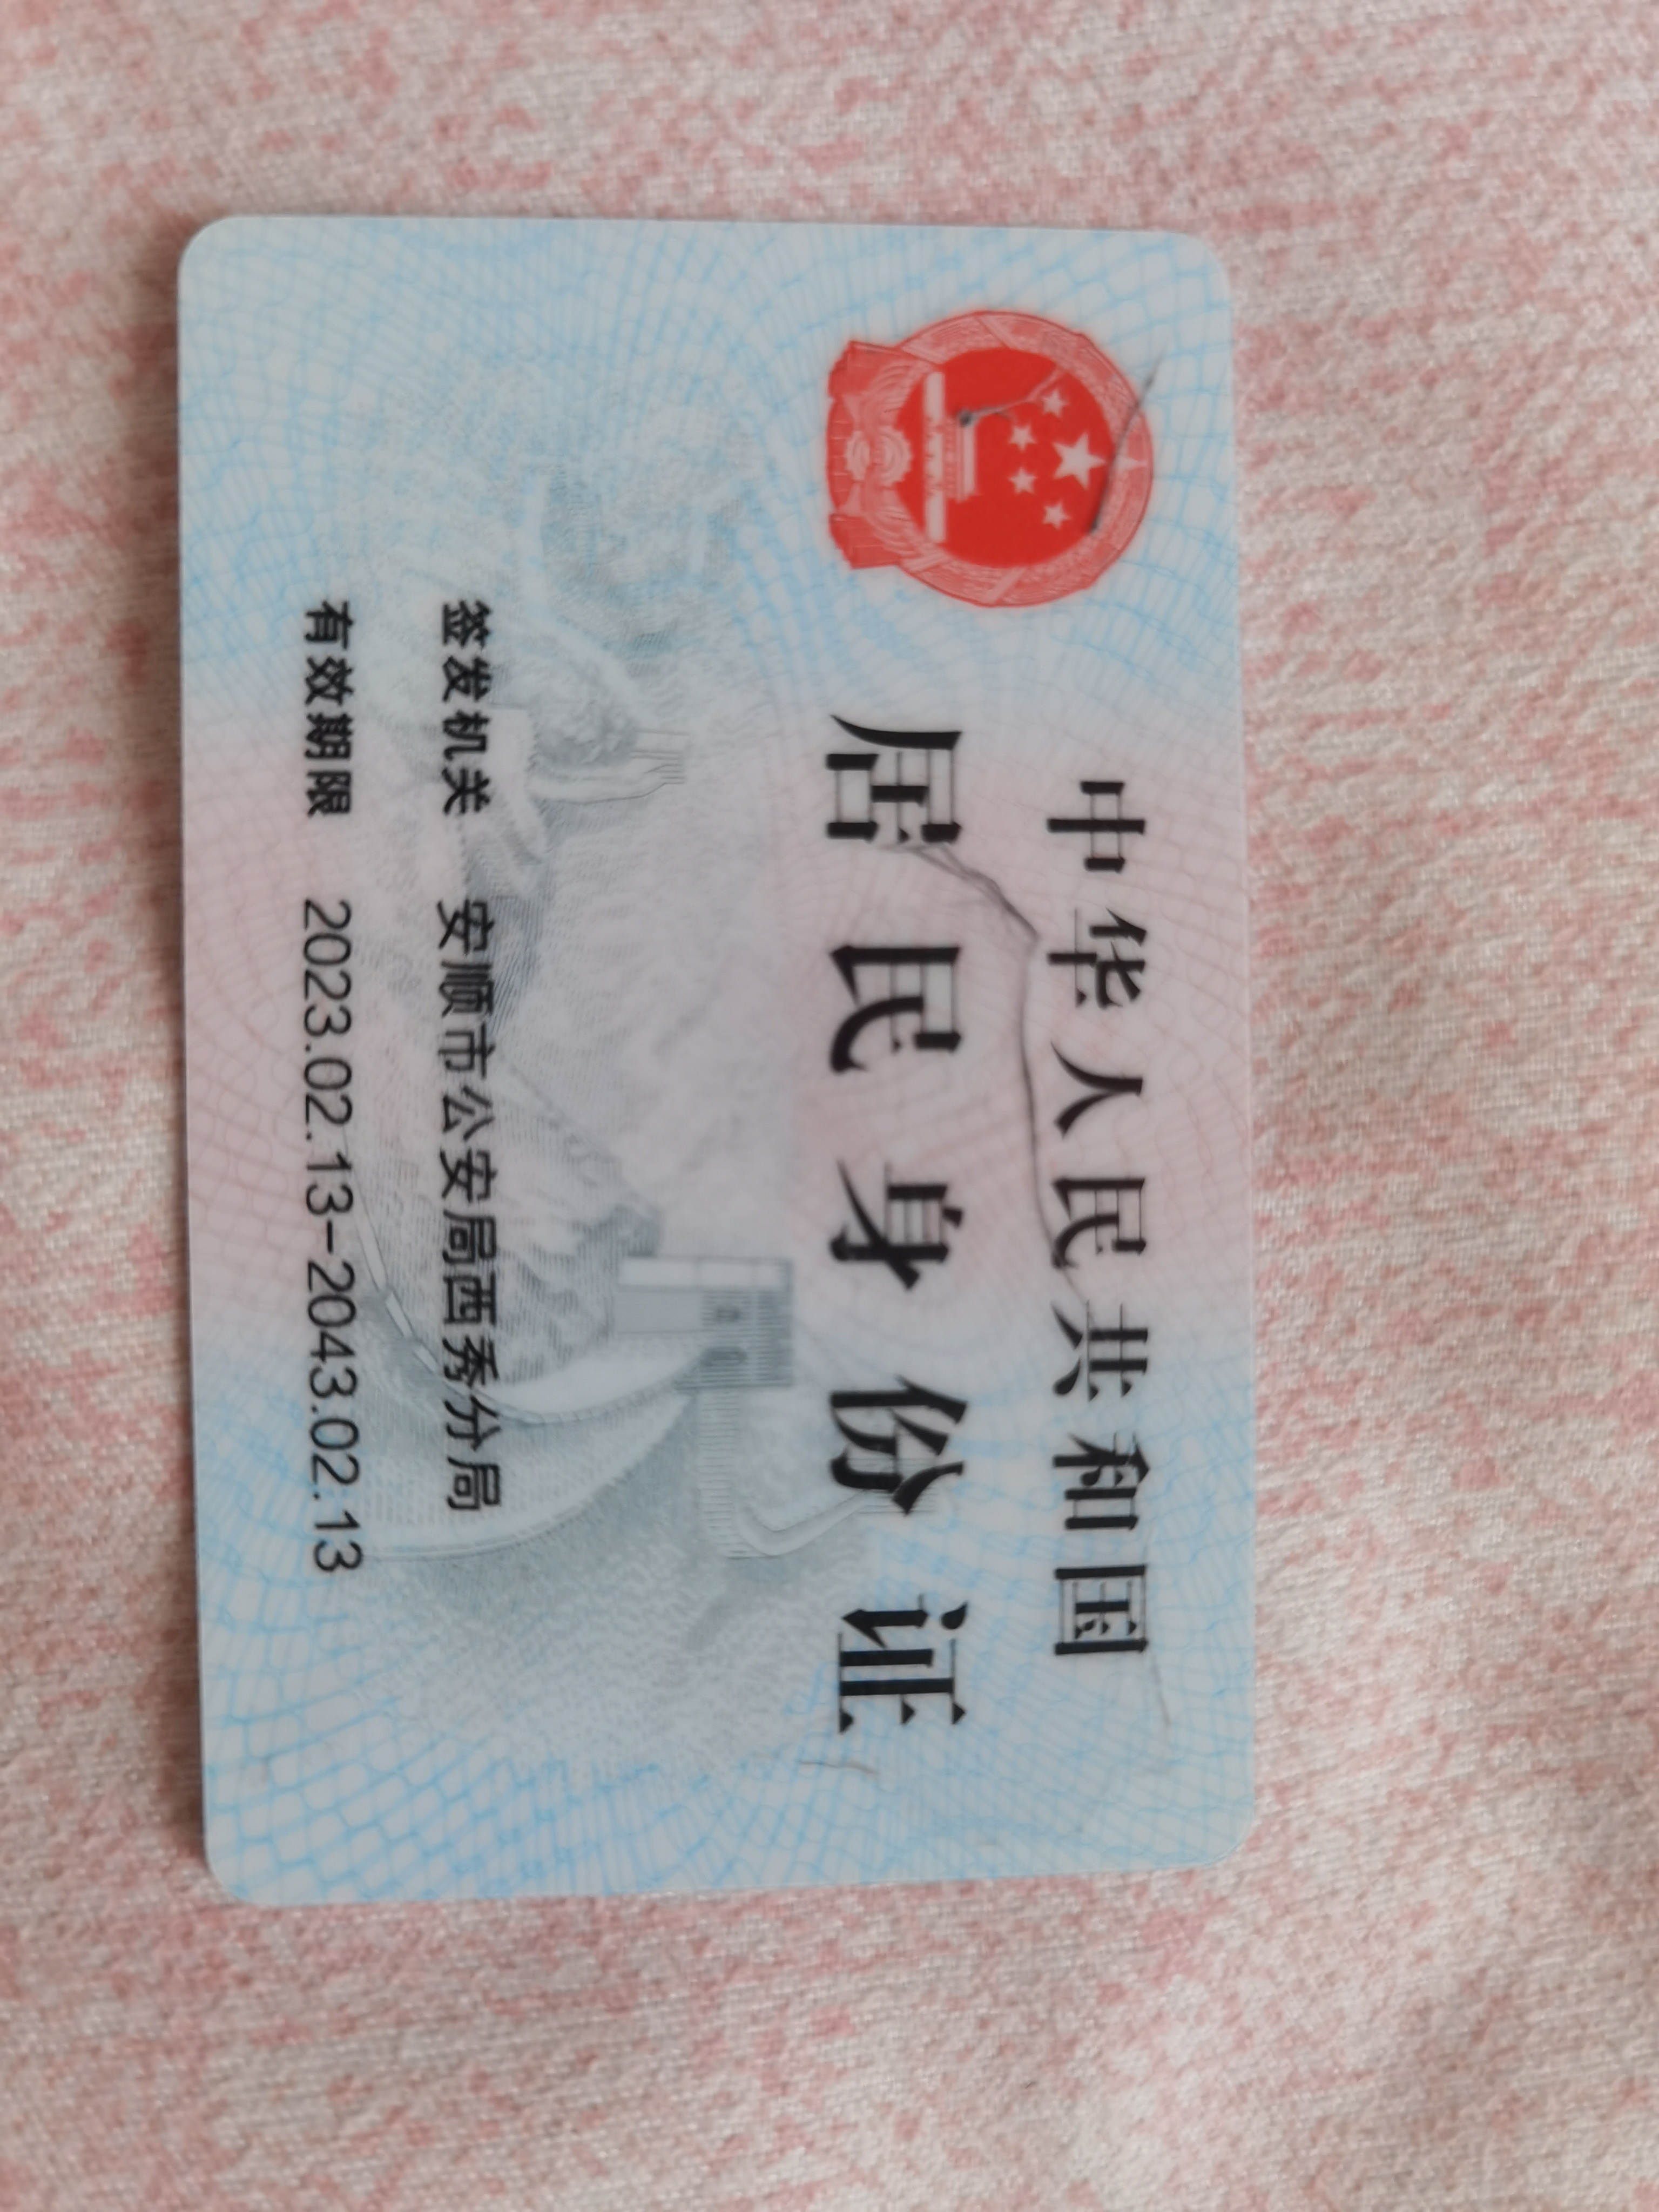 中华人民共和国
居民身份证
签发机关 安顺市公安局西秀分局
有效期限 2023.02.13-2043.02.13